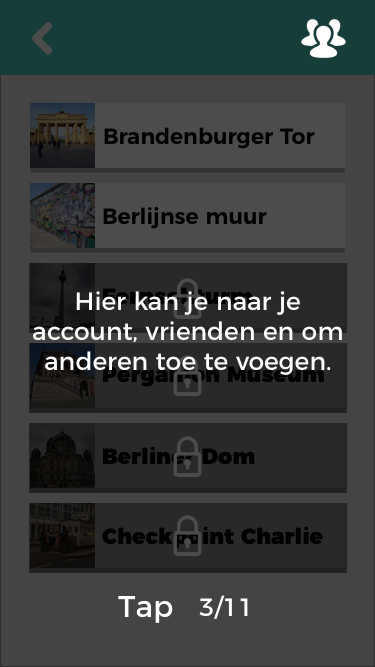 Brandenburger Tor
Berlijnse muur
Fernsehturm
Hier kan je naar je
account, vrienden en om
anderen toe te voegen.
Pergamon Museum
Berliner Dom
Checkpoint Charlie
Tap 3/11